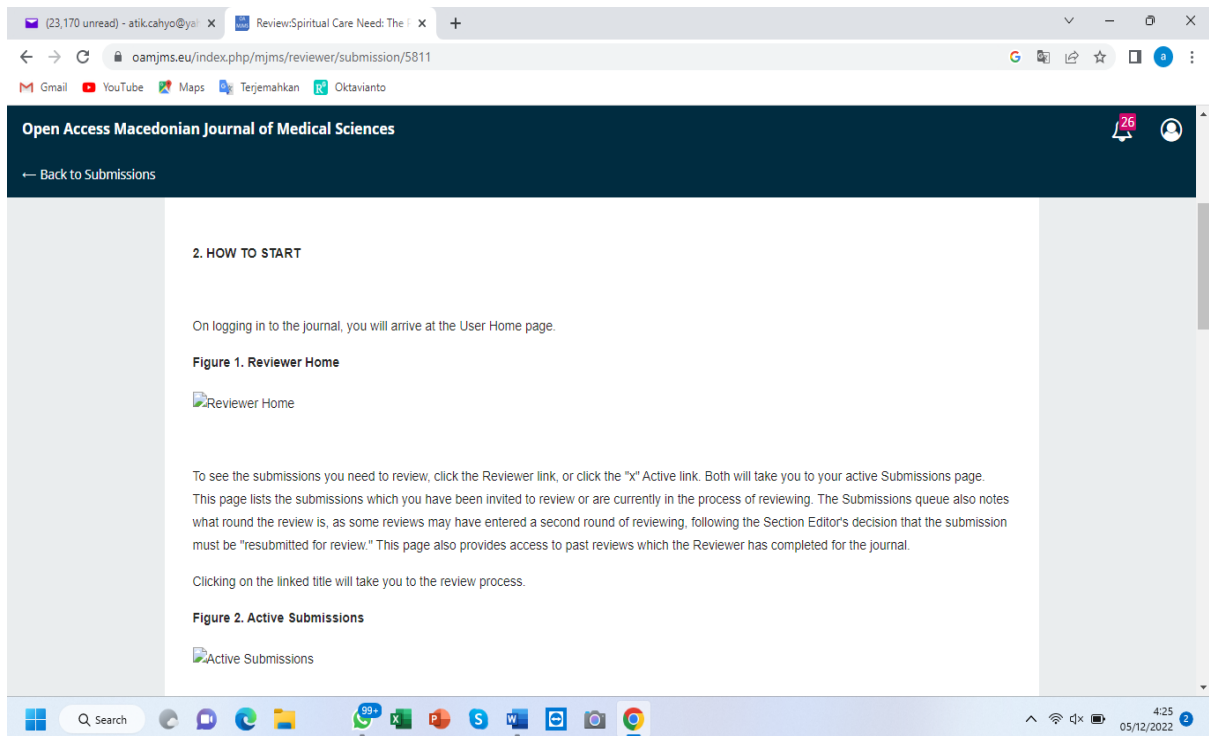 (23,170 unread) - atik.cahyo@yah
Review:Spiritual Care Need: The
oamjms.eu/index.php/mjms/reviewer/submission/5811
Gmail YouTube Maps Terjemahkan Oktavianto
Open Access Macedonian Journal of Medical Sciences
26
← Back to Submissions
2. HOW TO START
On logging in to the journal, you will arrive at the User Home page.
Figure 1. Reviewer Home
Reviewer Home
To see the submissions you need to review, click the Reviewer link, or click the "x" Active link. Both will take you to your active Submissions page.
This page lists the submissions which you have been invited to review or are currently in the process of reviewing. The Submissions queue also notes
what round the review is, as some reviews may have entered a second round of reviewing, following the Section Editor's decision that the submission
must be "resubmitted for review." This page also provides access to past reviews which the Reviewer has completed for the journal.
Clicking on the linked title will take you to the review process.
Figure 2. Active Submissions
Active Submissions
Search
99+
4:25
05/12/2022
2